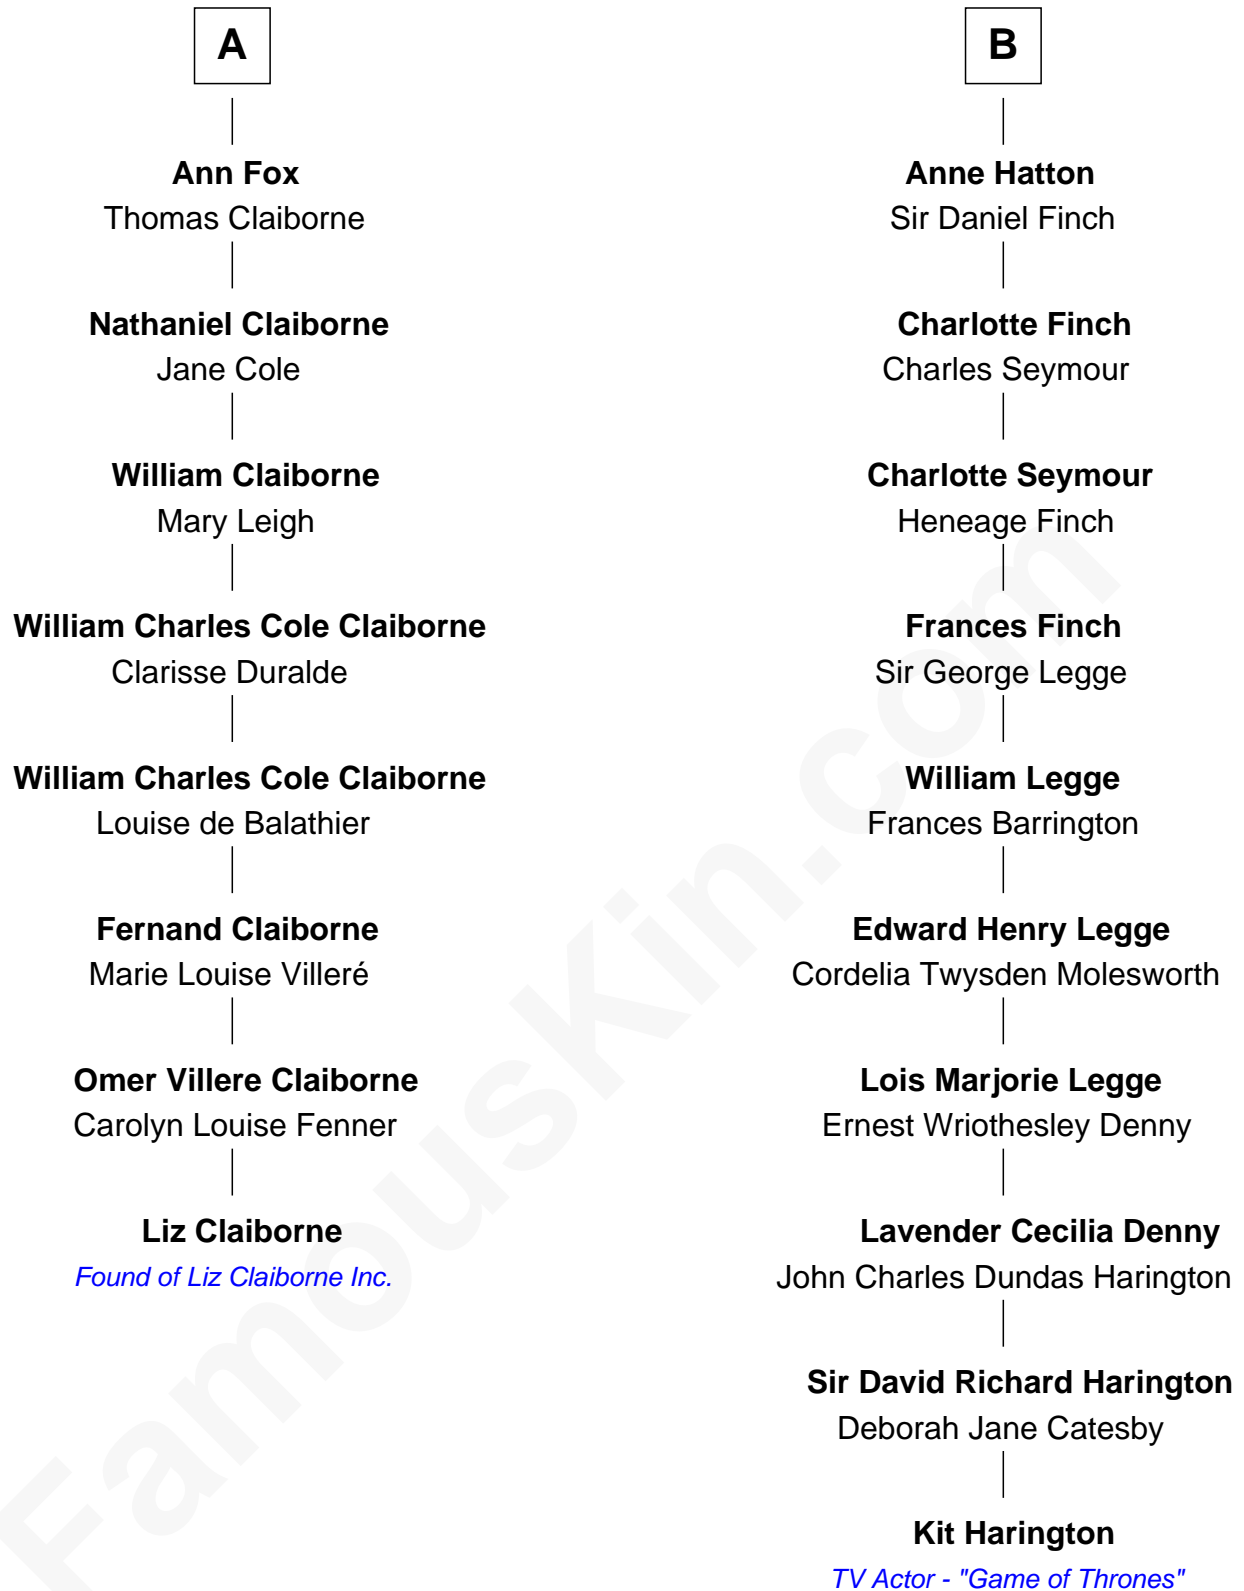 A
Ann Fox
Thomas Claiborne
Nathaniel Claiborne
Jane Cole
William Claiborne
Mary Leigh
William Charles Cole Claiborne
Clarisse Duralde
William Charles Cole Claiborne
Louise de Balathier
Fernand Claiborne
Marie Louise Villeré
Omer Villere Claiborne
Carolyn Louise Fenner
Liz Claiborne
Found of Liz Claiborne Inc.
B
Anne Hatton
Sir Daniel Finch
Charlotte Finch
Charles Seymour
Charlotte Seymour
Heneage Finch
Frances Finch
Sir George Legge
William Legge
Frances Barrington
Edward Henry Legge
Cordelia Twysden Molesworth
Lois Marjorie Legge
Ernest Wriothesley Denny
Lavender Cecilia Denny
John Charles Dundas Harington
Sir David Richard Harington
Deborah Jane Catesby
Kit Harington
TV Actor - "Game of Thrones"
FamousKin.com